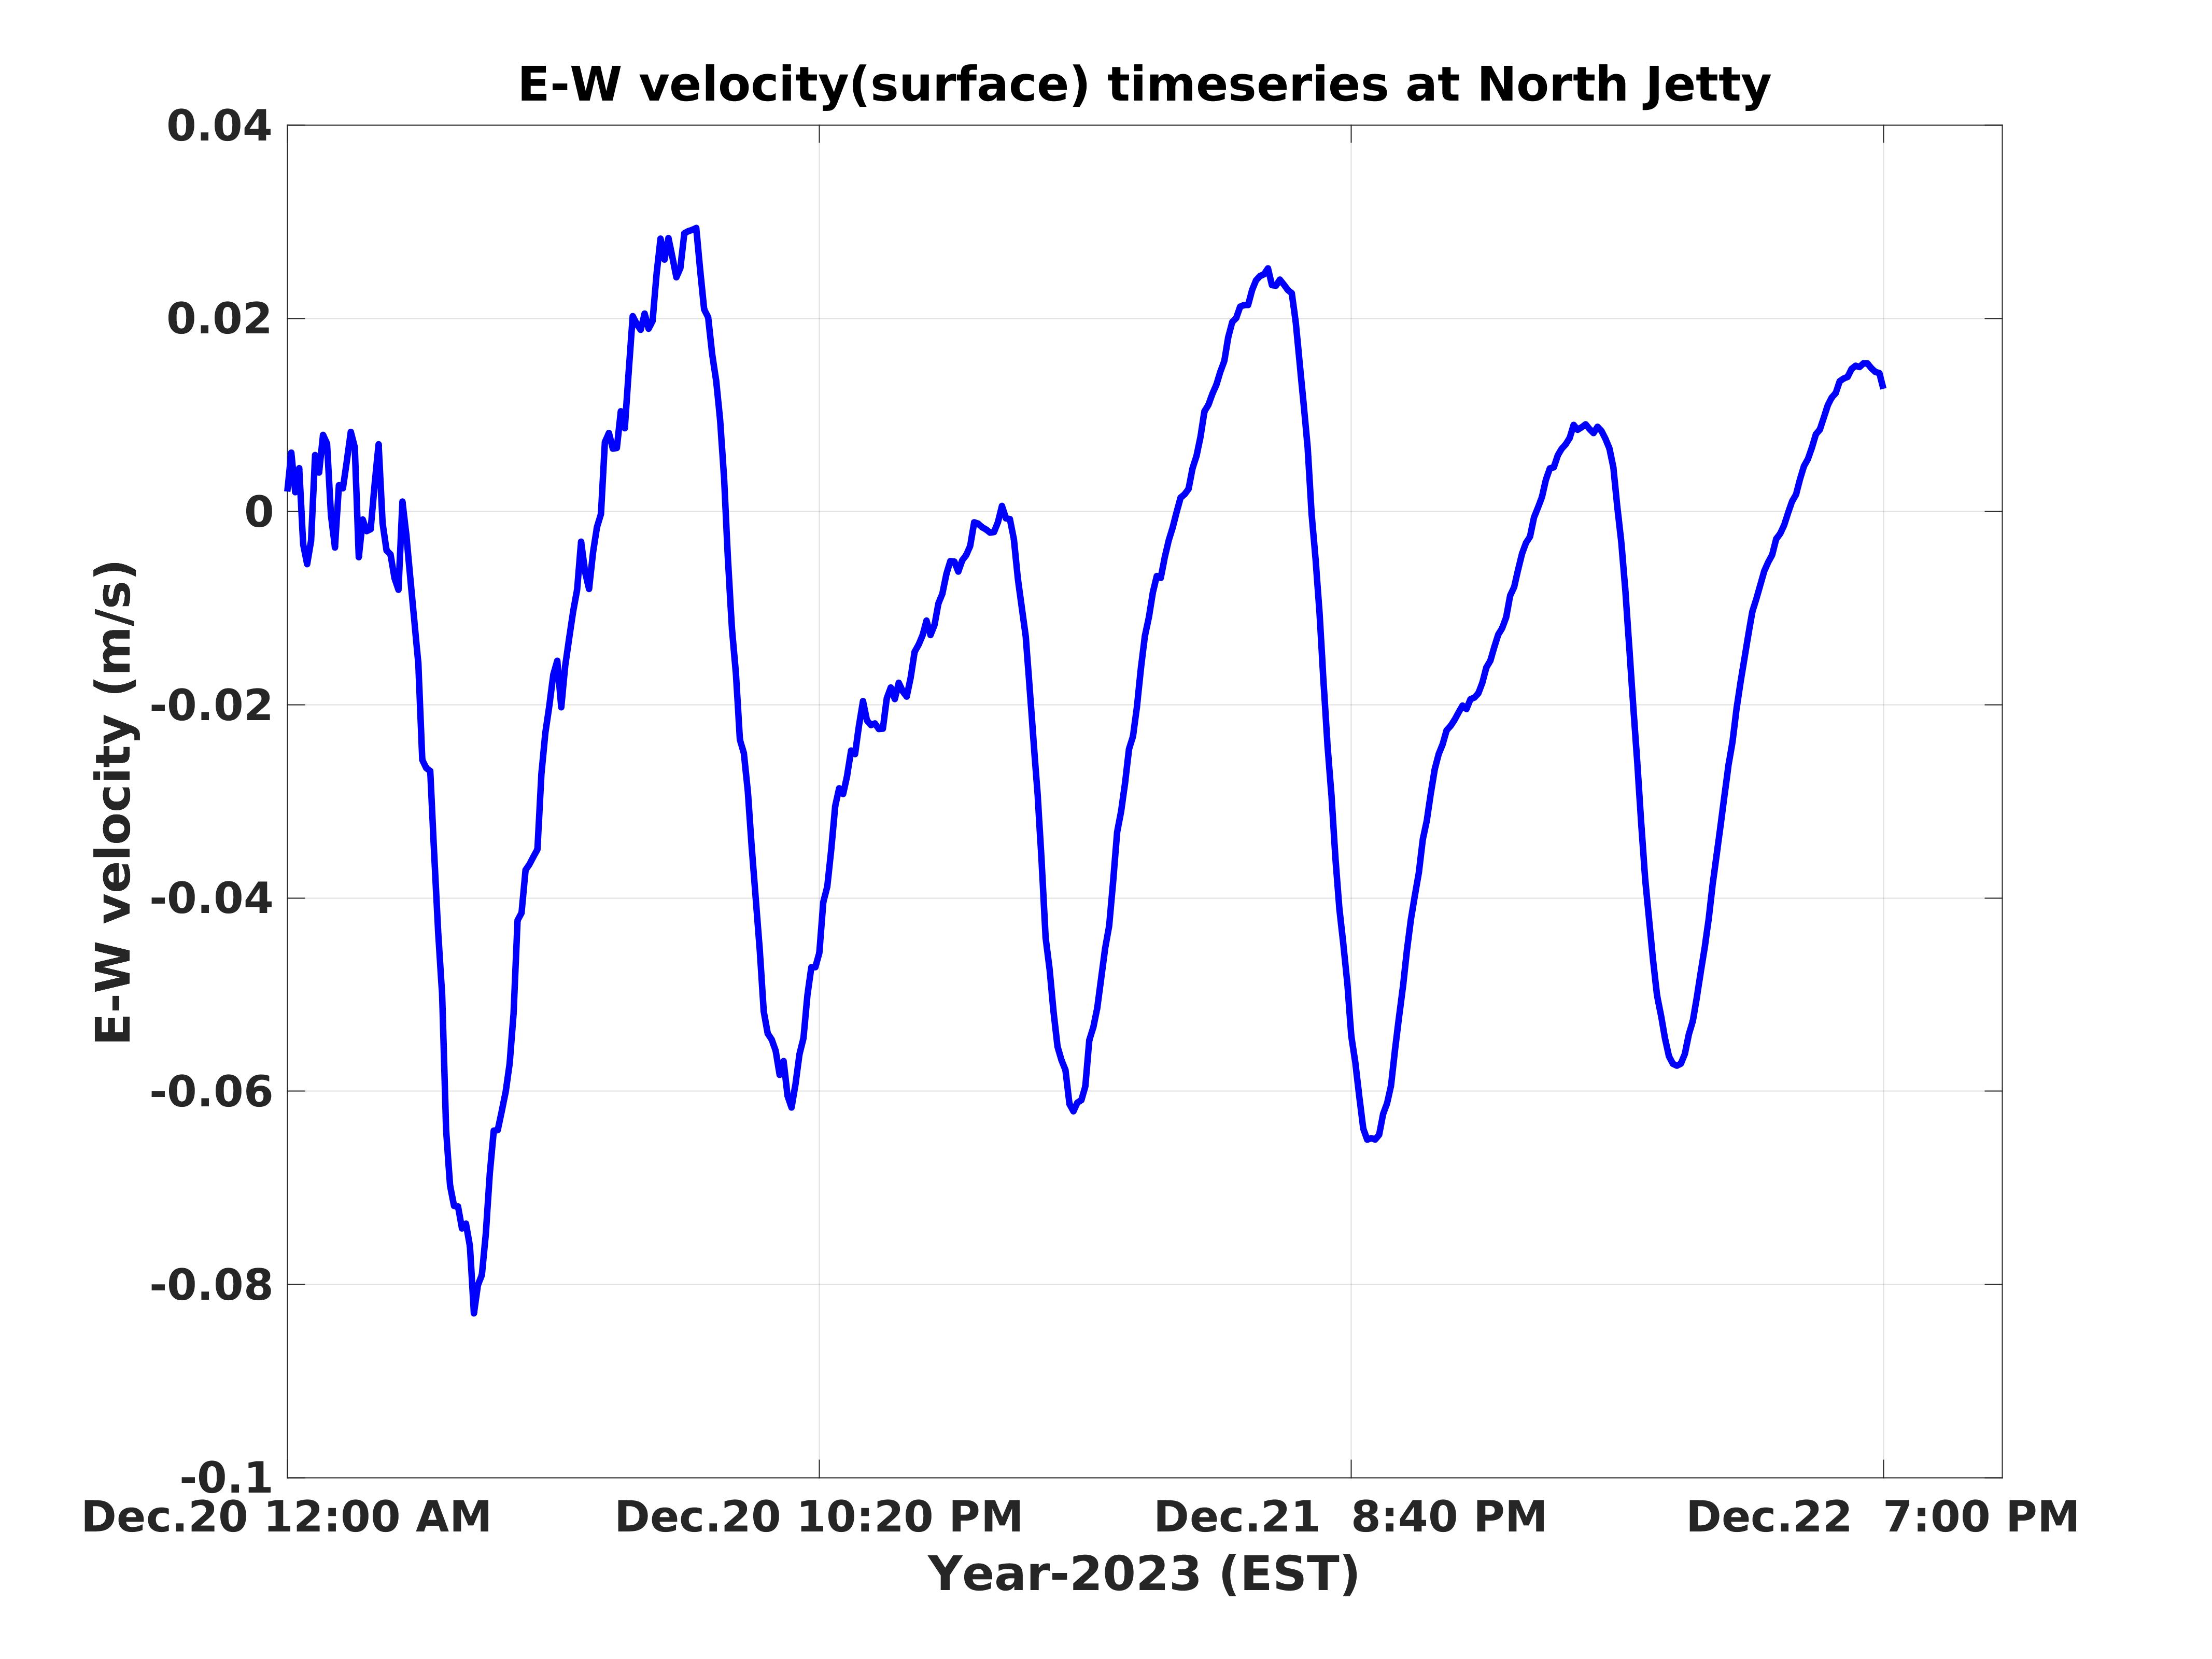 E-W velocity(surface) timeseries at North Jetty
0.04
0.02
0
-0.02
-0.04
-0.06
-0.08
-0.1
E-W velocity (m/s)
Dec.20 12:00 AM
Dec.20 10:20 PM
Dec.21 8:40 PM
Dec.22 7:00 PM
Year-2023 (EST)